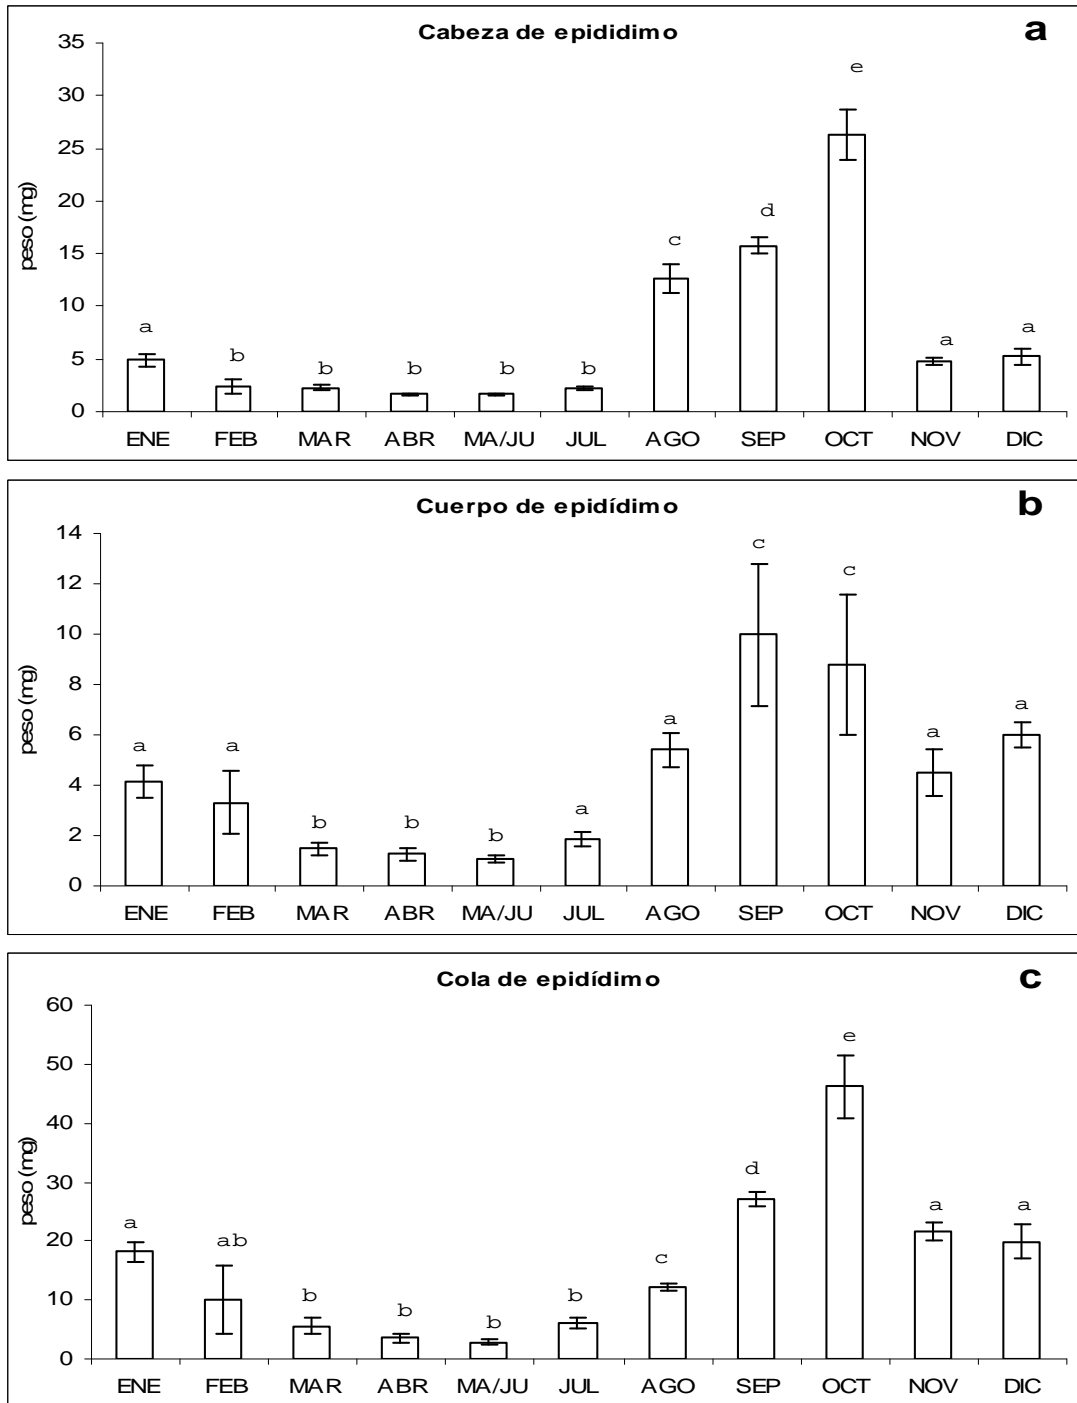 Cabeza de epididimo
a
35
30
25
20
15
10
5
0
peso (mg)
a
b
b
b
b
b
c
d
e
a
a
ENE FEB MAR ABR MA/JU JUL AGO SEP OCT NOV DIC
Cuerpo de epidídimo
b
14
12
10
8
6
4
2
0
peso (mg)
a
a
b
b
b
a
a
c
c
a
a
ENE FEB MAR ABR MA/JU JUL AGO SEP OCT NOV DIC
Cola de epidídimo
c
60
50
40
30
20
10
0
peso (mg)
a
ab
b
b
b
b
c
d
e
a
a
ENE FEB MAR ABR MA/JU JUL AGO SEP OCT NOV DIC